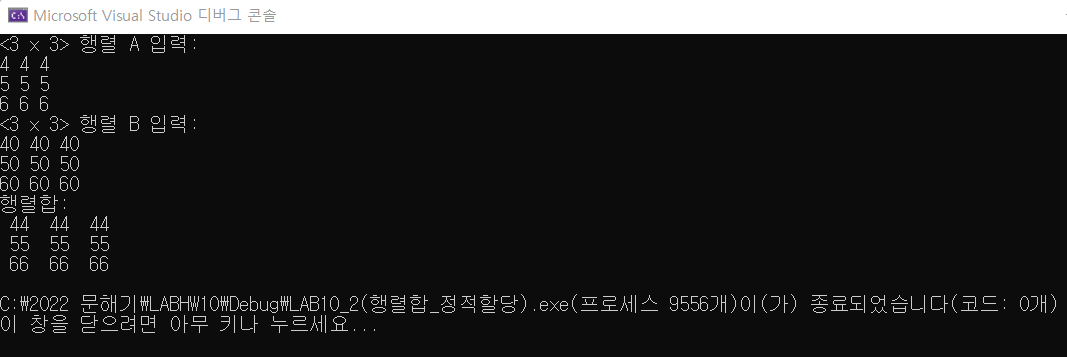 Microsoft Visual Studio 디버그 콘솔
<3 x 3> 행렬 A 입력:
4 4 4
5 5 5
6 6 6
<3 x 3> 행렬 B 입력:
40 40 40
50 50 50
60 60 60
행렬합:
 44  44  44
 55  55  55
 66  66  66
C:\2022 문해기\LABHW10\Debug\LAB10_2(행렬합_정적할당).exe(프로세스 9556개)이(가) 종료되었습니다(코드: 0개)
이 창을 닫으려면 아무 키나 누르세요...